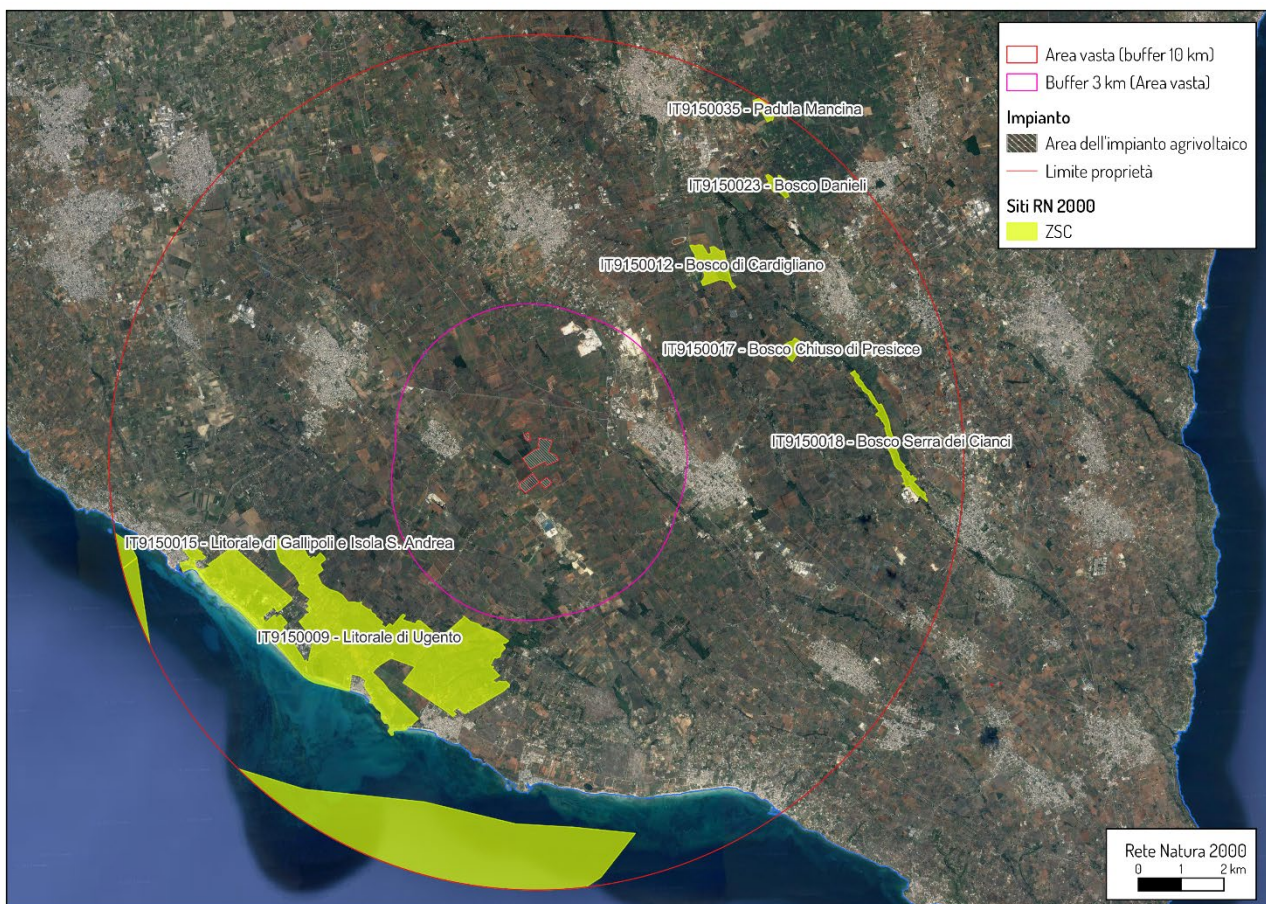 Area vasta (buffer 10 km)
Buffer 3 km (Area vasta)
Impianto
Area dell'impianto agrivoltaico
Limite proprietà
Siti RN 2000
ZSC
IT9150035 - Padula Mancina
IT9150023 - Bosco Danieli
IT9150012 - Bosco di Cardigliano
IT9150017 - Bosco Chiuso di Presicce
IT9150018 - Bosco Serra dei Cianci
IT9150015 - Litorale di Gallipoli e Isola S. Andrea
IT9150009 - Litorale di Ugento
Rete Natura 2000
0 1 2 km